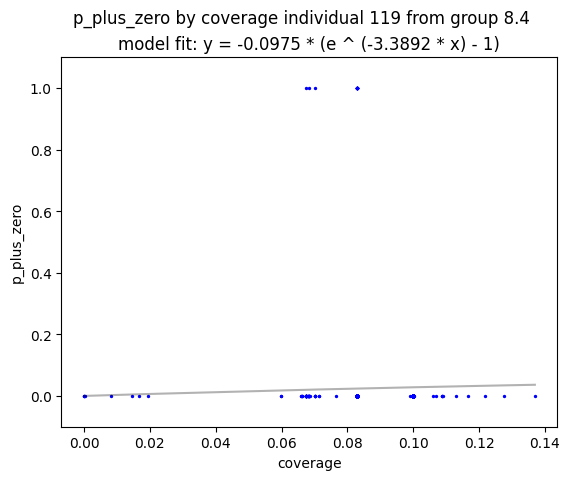 p_plus_zero by coverage individual 119 from group 8.4
model fit: y = -0.0975 * (e ^ (-3.3892 * x) - 1)
1.0
0.8
0.6
0.4
0.2
0.0
p_plus_zero
0.00 0.02 0.04 0.06 0.08 0.10 0.12 0.14
coverage